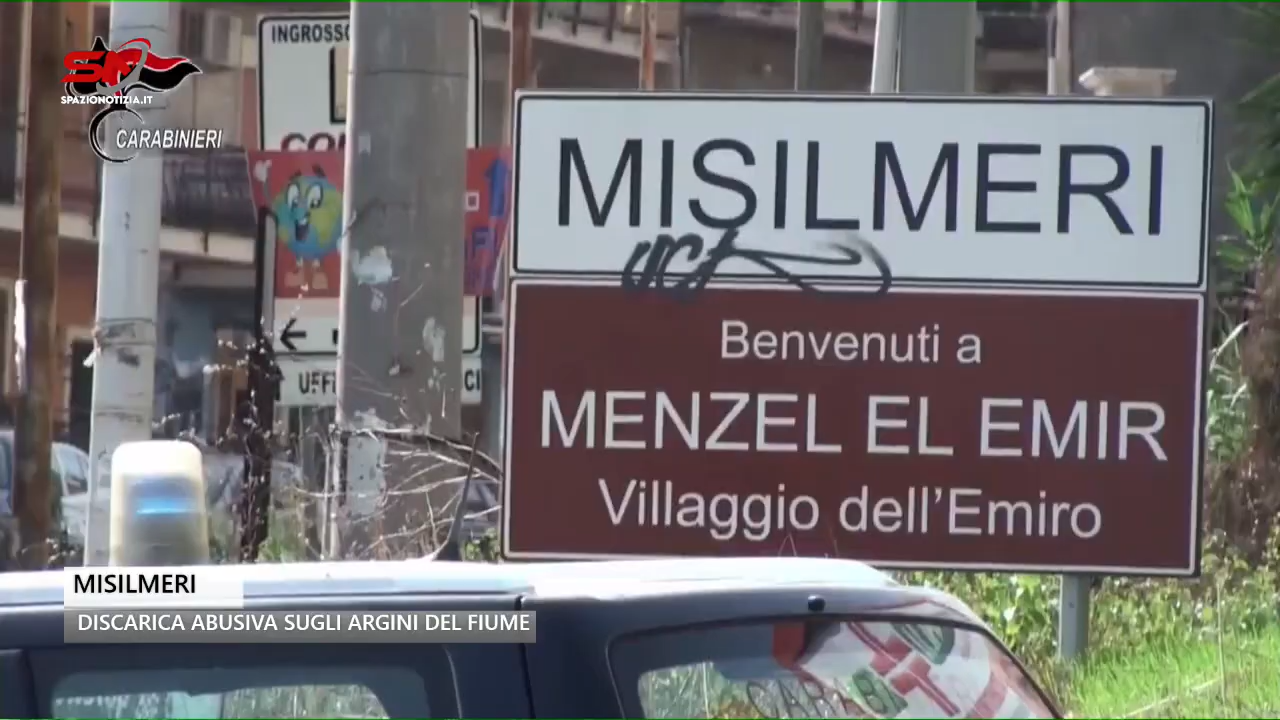 SN
SPAZIONOTIZIA.IT
CARABINIERI
INGROSSO
MISILMERI
Benvenuti a
MENZEL EL EMIR
Villaggio dell'Emiro
MISILMERI
DISCARICA ABUSIVA SUGLI ARGINI DEL FIUME